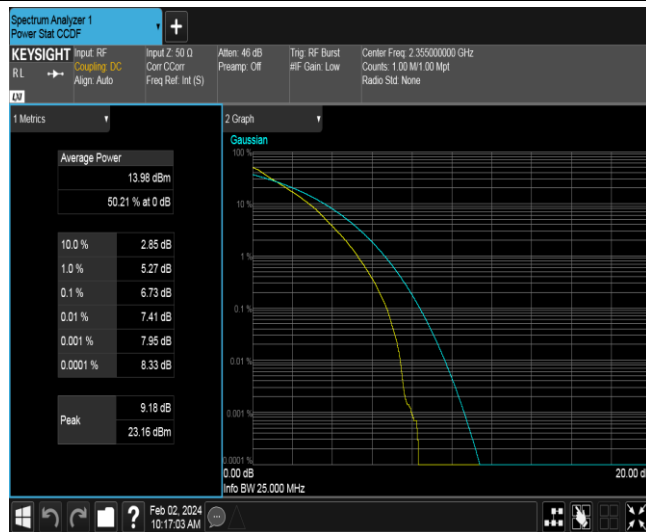 Spectrum Analyzer 1
Power Stat CCDF
+
KEYSIGHT
RL
LXI
Input: RF
Coupling: DC
Align: Auto
Input Z: 50 Ω
Corr CCorr
Freq Ref: Int (S)
Atten: 46 dB
Preamp: Off
Trig: RF Burst
#IF Gain: Low
Center Freq: 2.355000000 GHz
Counts: 1.00 M/1.00 Mpt
Radio Std: None
1 Metrics
Average Power
13.98 dBm
50.21 % at 0 dB
10.0 % 2.85 dB
1.0 % 5.27 dB
0.1 % 6.73 dB
0.01 % 7.41 dB
0.001 % 7.95 dB
0.0001 % 8.33 dB
Peak
9.18 dB
23.16 dBm
2 Graph
Gaussian
100 %
10 %
1 %
0.1 %
0.01 %
0.001 %
0.0001 %
0.00 dB
20.00 d
Info BW 25.000 MHz
?
Feb 02, 2024
10:17:03 AM